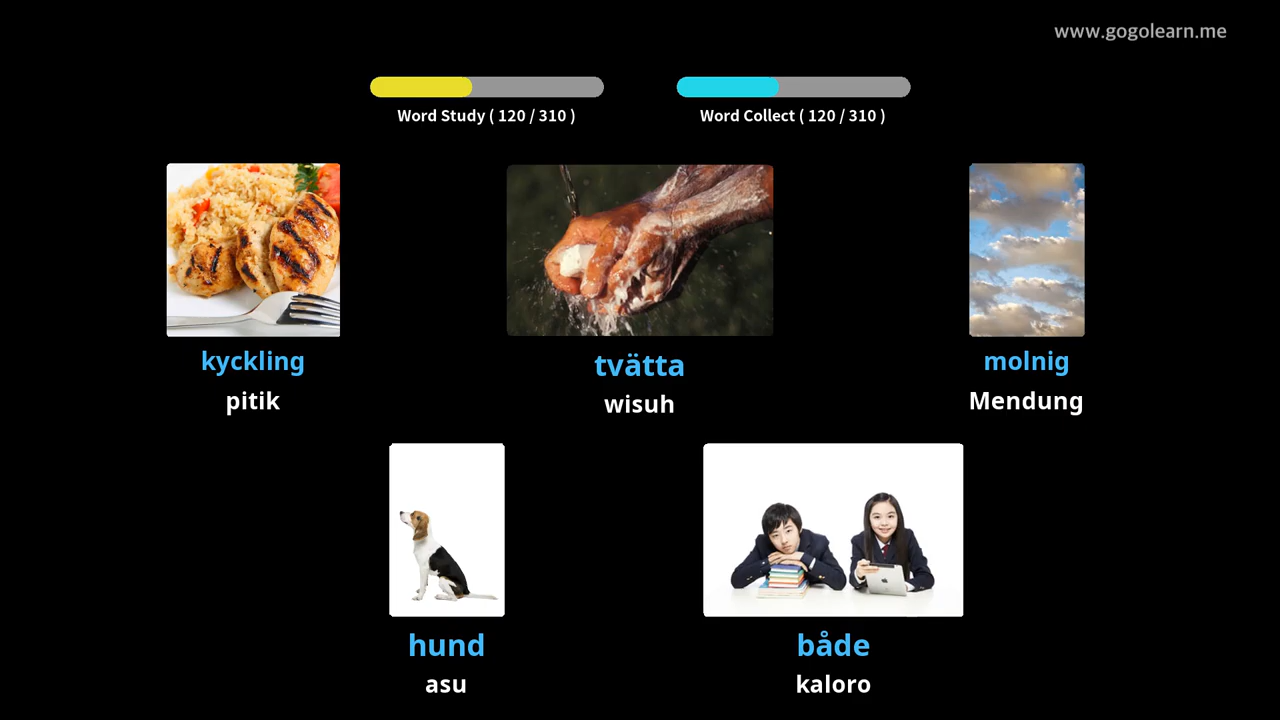 www.gogolearn.me
Word Study ( 120 / 310 )
Word Collect ( 120 / 310 )
kyckling
pitik
tvätta
wisuh
molnig
Mendung
hund
asu
både
kaloro